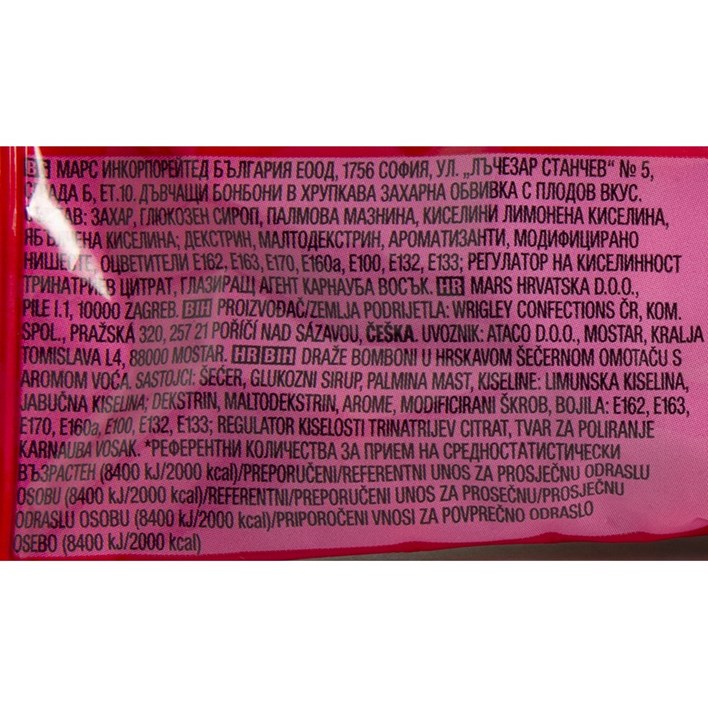 МАРС ИНКОРПОРЕЙТЕД БЪЛГАРИЯ ЕООД, 1756 СОФИЯ, УЛ. „ЛЪЧЕЗАР СТАНЧЕВ“ № 5,
Б, ЕТ.10. ДЪВЧАЩИ БОНБОНИ В ХРУПКАВА ЗАХАРНА ОБВИВКА С ПЛОДОВ ВКУС.
ЗАХАР, ГЛЮКОЗЕН СИРОП, ПАЛМОВА МАЗНИНА, КИСЕЛИНИ ЛИМОНЕНА КИСЕЛИНА,
КИСЕЛИНА; ДЕКСТРИН, МАЛТОДЕКСТРИН, АРОМАТИЗАНТИ, МОДИФИЦИРАНО
НИШЕСТЕ, ОЦВЕТИТЕЛИ E162, E163, E170, E160a, E100, E132, E133; РЕГУЛАТОР НА КИСЕЛИННОСТ
ТРИНАТРИЕВ ЦИТРАТ, ГЛАЗИРАЩ АГЕНТ КАРНАУБА ВОСЪК. HR MARS HRVATSKA D.O.O.,
PILE I.1, 10000 ZAGREB. BIH PROIZVOĐAČ/ZEMLJA PODRIJETLA: WRIGLEY CONFECTIONS ČR, KOM.
SPOL., PRAŽSKÁ 320, 257 21 POŘÍČÍ NAD SÁZAVOU, ČEŠKA. UVOZNIK: ATACO D.O.O., MOSTAR, KRALJA
TOMISLAVA L4, 88000 MOSTAR. HR BIH DRAŽE BOMBONI U HRSKAVOM ŠEĆERNOM OMOTAČU S
AROMOM VOĆA. SASTOJCI: ŠEĆER, GLUKOZNI SIRUP, PALMINA MAST, KISELINE: LIMUNSKA KISELINA,
JABUČNA KISELINA; DEKSTRIN, MALTODEKSTRIN, AROME, MODIFICIRANI ŠKROB, BOJILA: E162, E163,
E170, E160a, E100, E132, E133; REGULATOR KISELOSTI TRINATRIJEV CITRAT, TVAR ZA POLIRANJE
KARNAUBA VOSAK. *РЕФЕРЕНТНИ КОЛИЧЕСТВА ЗА ПРИЕМ НА СРЕДНОСТАТИСТИЧЕСКИ
ВЪЗРАСТЕН (8400 kJ/2000 kcal)/PREPORUČENI/REFERENTNI UNOS ZA PROSJEČNU ODRASLU
OSOBU (8400 kJ/2000 kcal)/REFERENTNI/PREPORUČENI UNOS ZA PROSEČNU/PROSJEČNU
ODRASLU OSOBU (8400 kJ/2000 kcal)/PRIPOROČENI VNOSI ZA POVPREČNO ODRASLO
OSEBO (8400 kJ/2000 kcal)